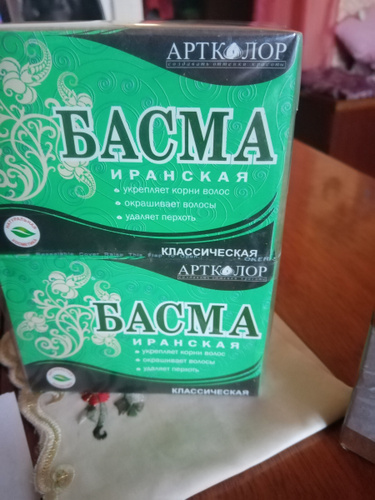 АРТКОЛОР
БАСМА
ИРАНСКАЯ
укрепляет корни волос
окрашивает волосы
удаляет перхоть
КЛАССИЧЕСКАЯ
АРТКОЛОР
БАСМА
ИРАНСКАЯ
укрепляет корни волос
окрашивает волосы
удаляет перхоть
КЛАССИЧЕСКАЯ